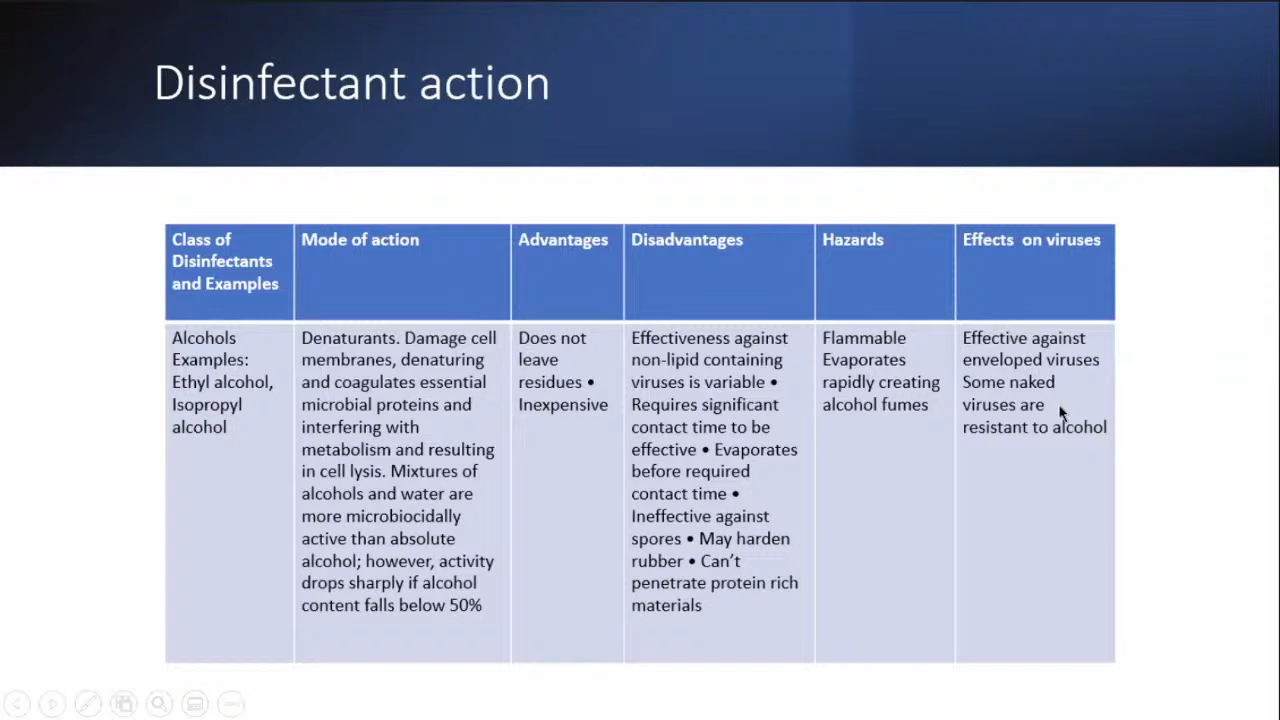 Disinfectant action
Class of
Disinfectants
and Examples
Mode of action
Advantages
Disadvantages
Hazards
Effects on viruses
Alcohols
Examples:
Ethyl alcohol,
Isopropyl
alcohol
Denaturants. Damage cell
membranes, denaturing
and coagulates essential
microbial proteins and
interfering with
metabolism and resulting
in cell lysis. Mixtures of
alcohols and water are
more microbiocidally
active than absolute
alcohol; however, activity
drops sharply if alcohol
content falls below 50%
Does not
leave
residues •
Inexpensive
Effectiveness against
non-lipid containing
viruses is variable •
Requires significant
contact time to be
effective • Evaporates
before required
contact time •
Ineffective against
spores • May harden
rubber • Can’t
penetrate protein rich
materials
Flammable
Evaporates
rapidly creating
alcohol fumes
Effective against
enveloped viruses
Some naked
viruses are
resistant to alcohol